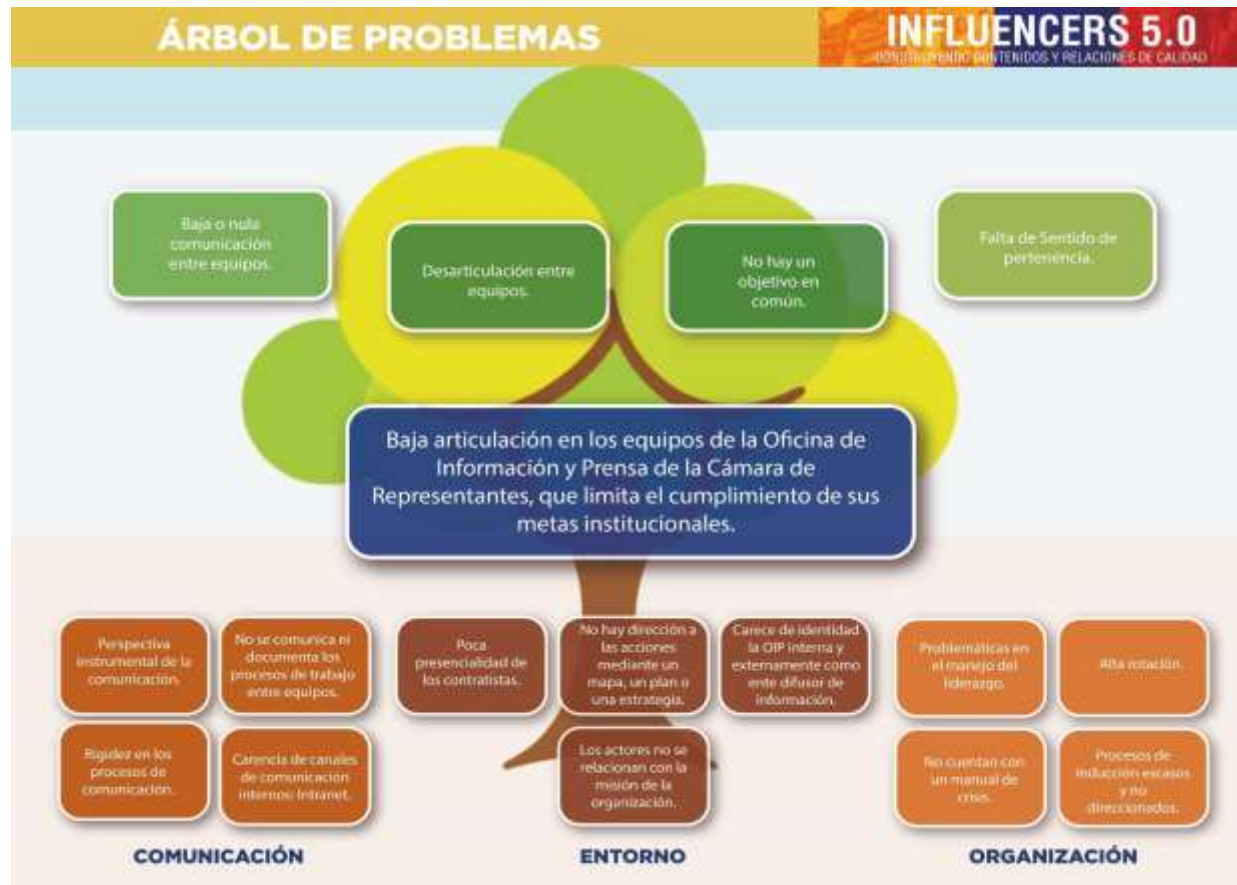 ÁRBOL DE PROBLEMAS
INFLUENCERS 5.0
CONSTRUYENDO CONTENIDOS Y RELACIONES DE CALIDAD
Baja o nula
comunicación
entre equipos.
Desarticulación entre
equipos.
No hay un
objetivo en
común.
Falta de Sentido de
pertenencia.
Baja articulación en los equipos de la Oficina de
Información y Prensa de la Cámara de
Representantes, que limita el cumplimiento de sus
metas institucionales.
Perspectiva
instrumental de la
comunicación.
No se comunica ni
documenta los
procesos de trabajo
entre equipos.
Rigidez en los
procesos de
comunicación.
Carencia de canales
de comunicación
internos: Intranet.
COMUNICACIÓN
Poca
presencialidad de
los contratistas.
No hay dirección a
las acciones
mediante un
mapa, un plan o
una estrategia.
Carece de identidad
la OIP interna y
externamente como
ente difusor de
información.
Los actores no se
relacionan con la
misión de la
organización.
ENTORNO
Problemáticas en
el manejo del
liderazgo.
Alta rotación.
No cuentan con
un manual de
crisis.
Procesos de
inducción escasos
y no
direccionados.
ORGANIZACIÓN